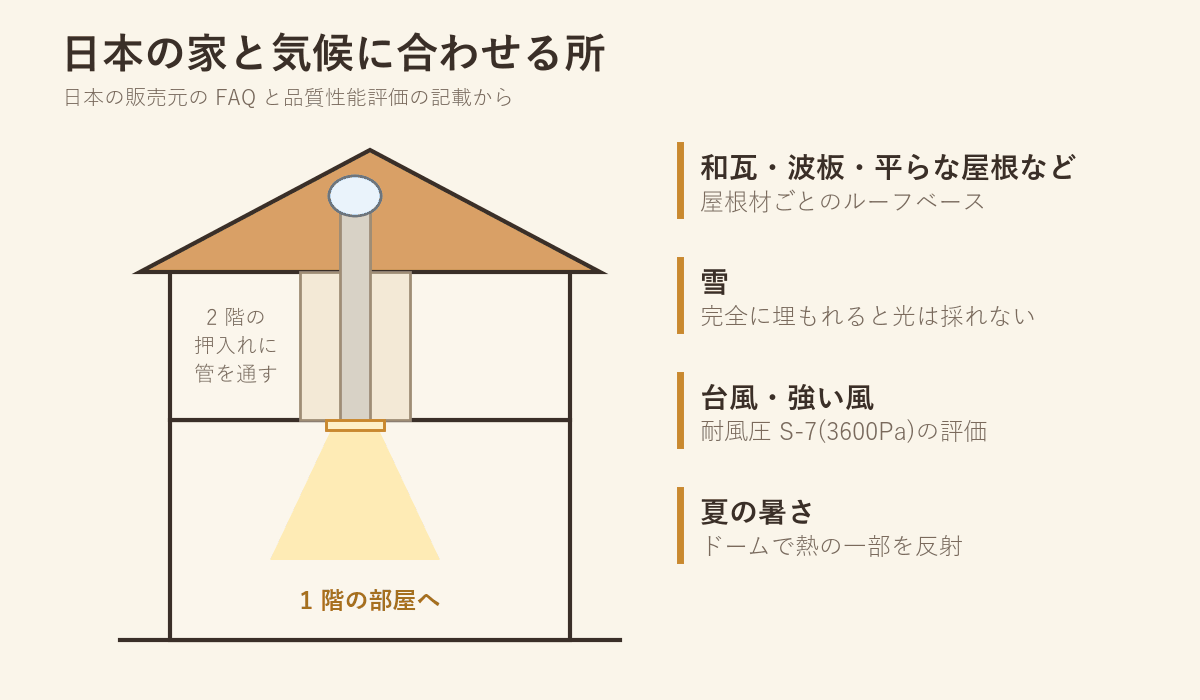 日本の家と気候に合わせる所
日本の販売元の FAQ と品質性能評価の記載から
2 階の
押入れに
管を通す
1 階の部屋へ
和瓦・波板・平らな屋根など
屋根材ごとのルーフベース
雪
完全に埋もれると光は採れない
台風・強い風
耐風圧 S-7(3600Pa)の評価
夏の暑さ
ドームで熱の一部を反射